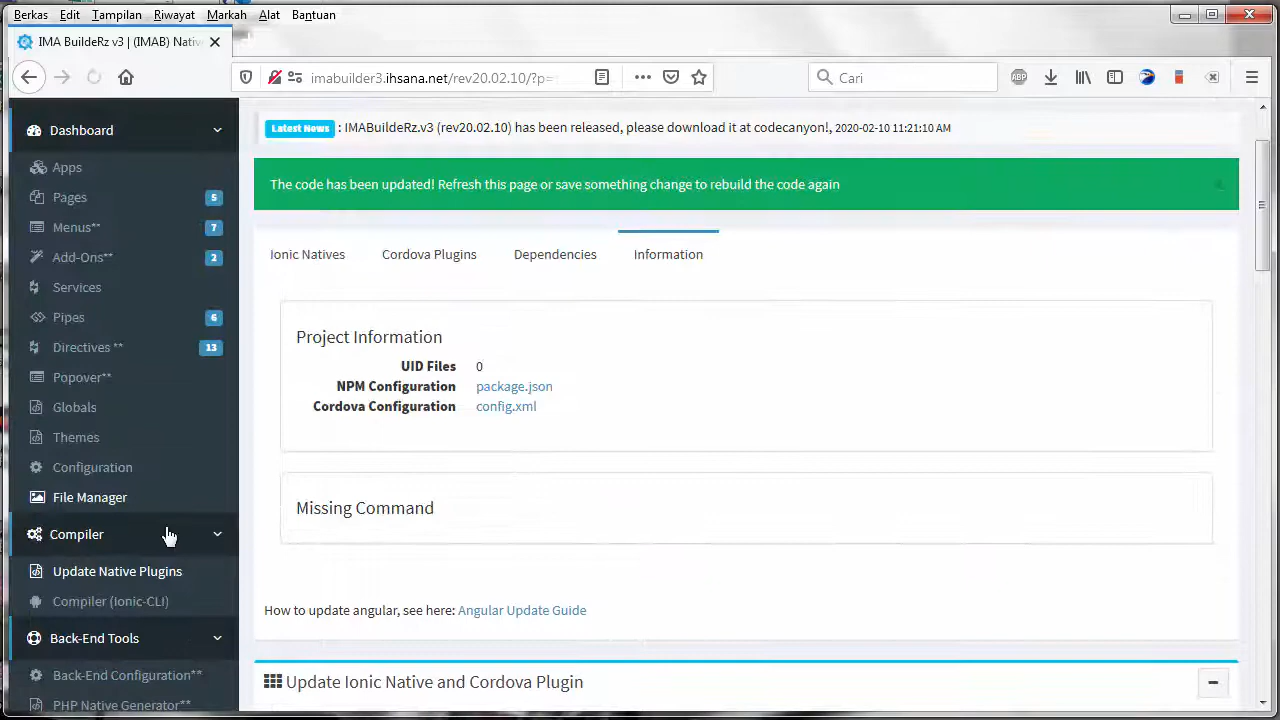 Berkas Edit Tampilan Riwayat Markah Alat Bantuan
IMA BuildeRz v3 | (IMAB) Nativ
imabuilder3.ihsana.net/rev20.02.10/?p=
Cari
ABP
Dashboard
Apps
Pages 5
Menus** 7
Add-Ons** 2
Services
Pipes 6
Directives ** 13
Popover**
Globals
Themes
Configuration
File Manager
Compiler
Update Native Plugins
Compiler (Ionic-CLI)
Back-End Tools
Back-End Configuration**
PHP Native Generator**
Latest News : IMABuildeRz.v3 (rev20.02.10) has been released, please download it at codecanyon!, 2020-02-10 11:21:10 AM
The code has been updated! Refresh this page or save something change to rebuild the code again
Ionic Natives Cordova Plugins Dependencies Information
Project Information
UID Files 0
NPM Configuration package.json
Cordova Configuration config.xml
Missing Command
How to update angular, see here: Angular Update Guide
Update Ionic Native and Cordova Plugin